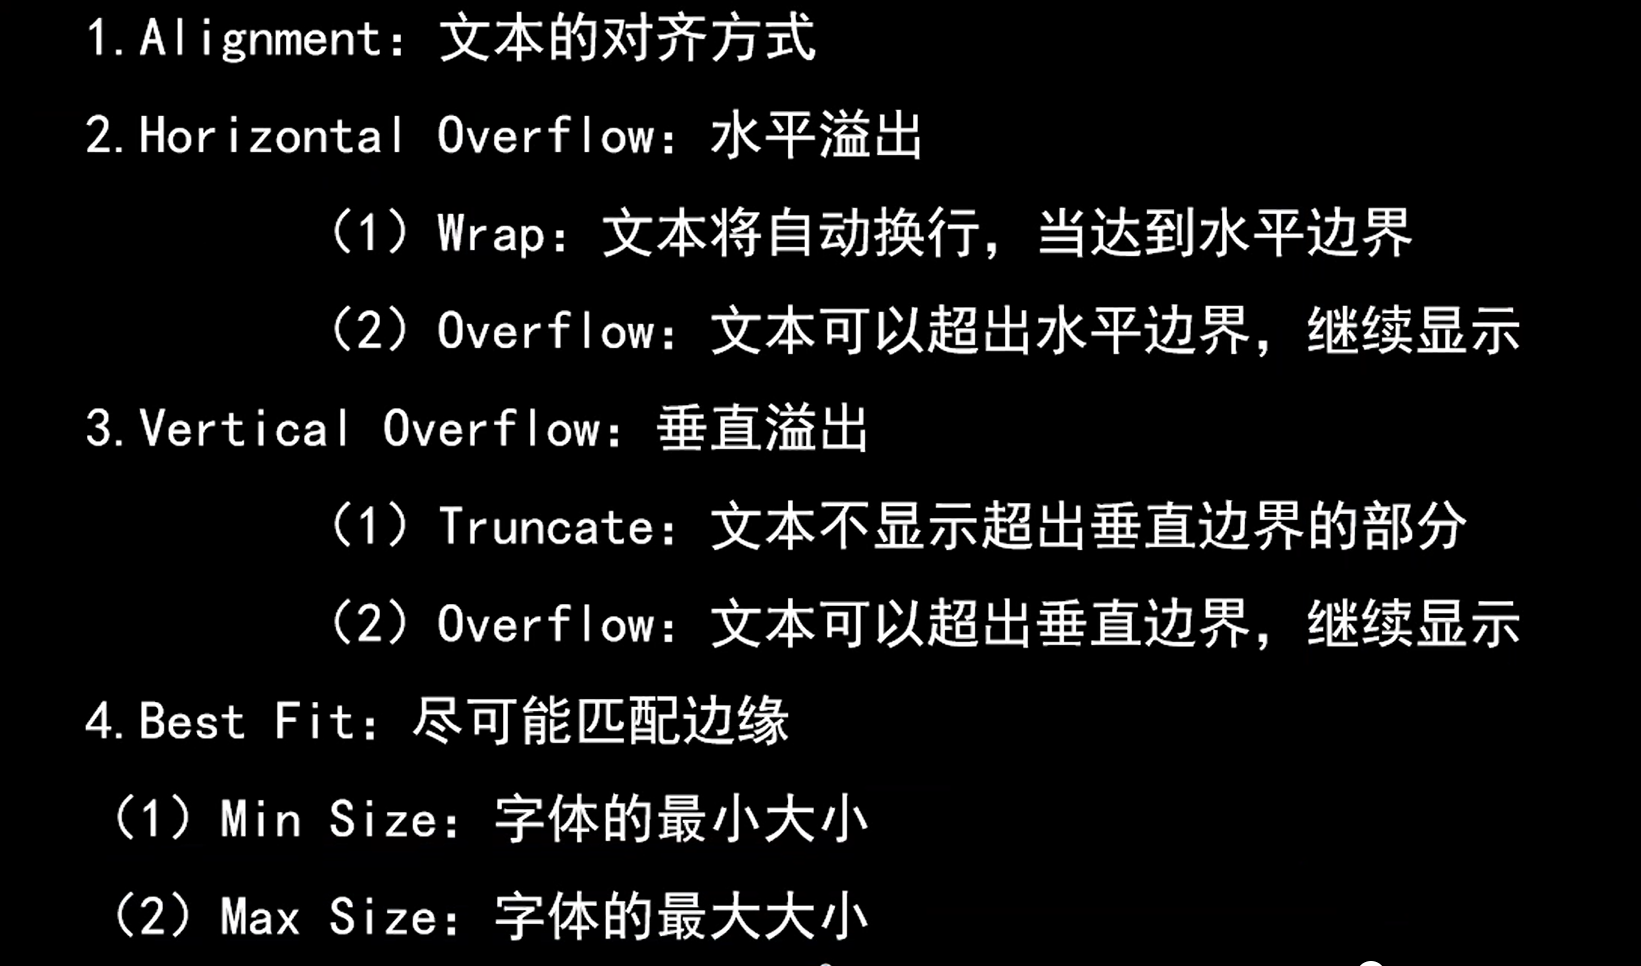 1.Alignment：文本的对齐方式
2.Horizontal Overflow：水平溢出
（1）Wrap：文本将自动换行，当达到水平边界
（2）Overflow：文本可以超出水平边界，继续显示
3.Vertical Overflow：垂直溢出
（1）Truncate：文本不显示超出垂直边界的部分
（2）Overflow：文本可以超出垂直边界，继续显示
4.Best Fit：尽可能匹配边缘
（1）Min Size：字体的最小大小
（2）Max Size：字体的最大大小